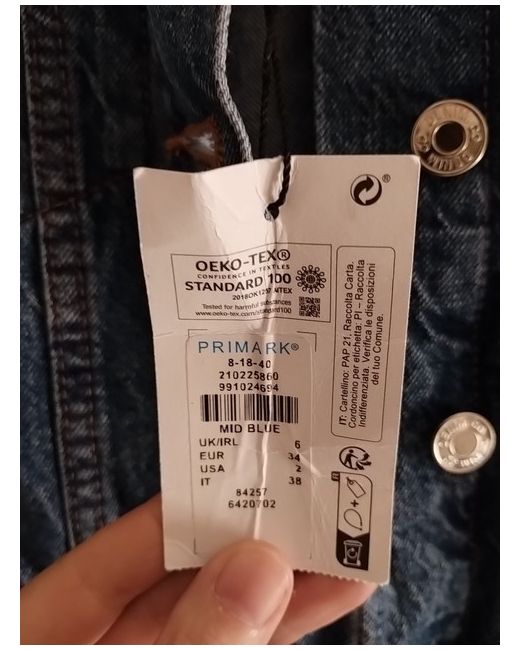 OEKO-TEX®
CONFIDENCE IN TEXTILES
STANDARD 100
Tested for harmful substances
www.oeko-tex.com/standard100
PRIMARK®
8-18-40
210225860
991024694
MID BLUE
UK/IRL 6
EUR 34
USA 2
IT 38
84257
6420702
IT: Cartellino: PAP 21, Raccolta Carta.
Cordoncino per etichetta: PI – Raccolta
Indifferenziata. Verifica le disposizioni
del tuo Comune.
®
FR